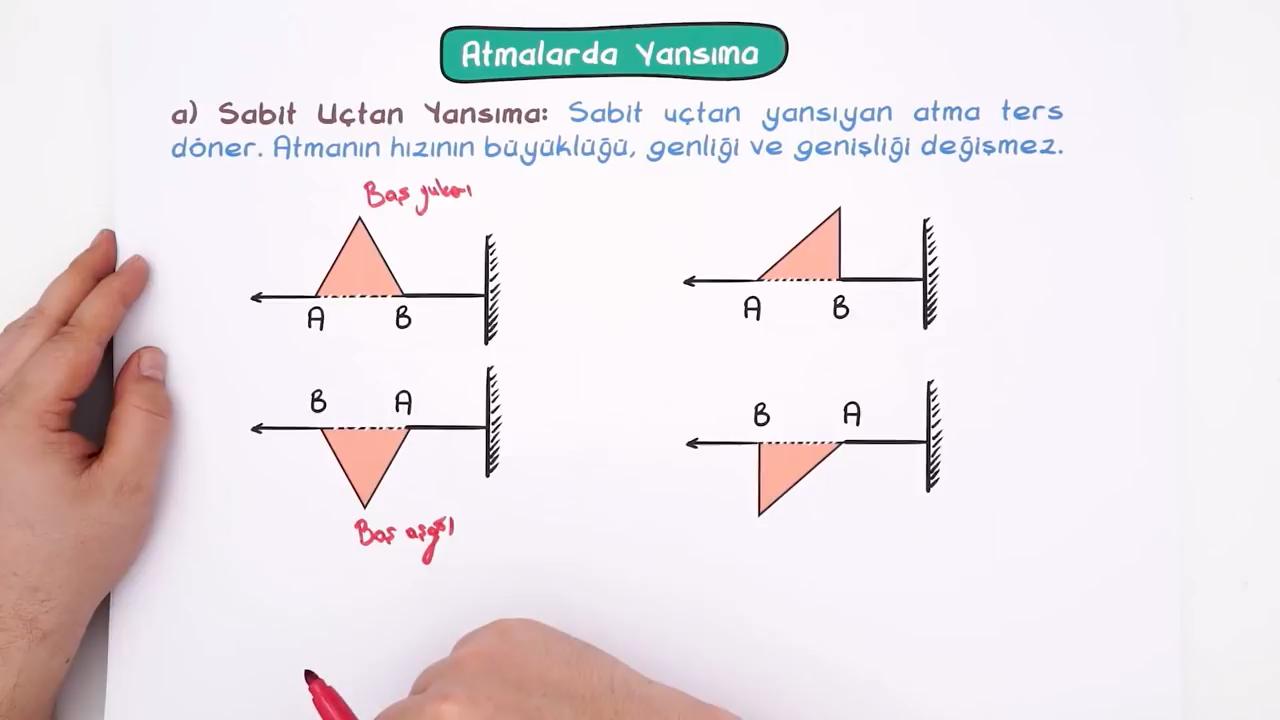 Atmalarda Yansıma
a) Sabit Uçtan Yansıma: Sabit uçtan yansıyan atma ters
döner. Atmanın hızının büyüklüğü, genliği ve genişliği değişmez.
Baş yukarı
A B
A B
B A
B A
Baş aşağı